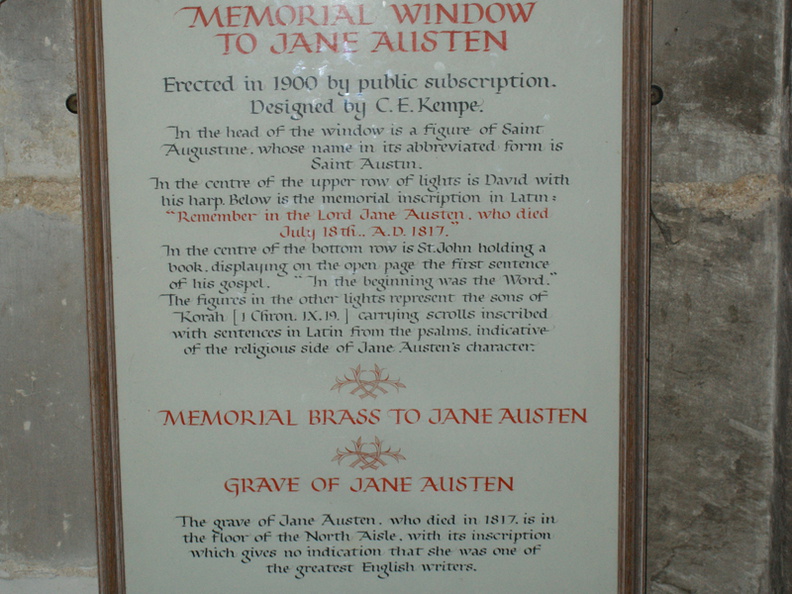 MEMORIAL WINDOW
TO JANE AUSTEN
Erected in 1900 by public subscription.
Designed by C. E. Kempe.
In the head of the window is a figure of Saint
Augustine, whose name in its abbreviated form is
Saint Austin.
In the centre of the upper row of lights is David with
his harp. Below is the memorial inscription in Latin:
"Remember in the Lord Jane Austen, who died
July 18th., A.D. 1817."
In the centre of the bottom row is St. John holding a
book, displaying on the open page the first sentence
of his gospel, "In the beginning was the Word."
The figures in the other lights represent the sons of
Korah [1 Chron. IX. 19.] carrying scrolls inscribed
with sentences in Latin from the psalms, indicative
of the religious side of Jane Austen's character.
MEMORIAL BRASS TO JANE AUSTEN
GRAVE OF JANE AUSTEN
The grave of Jane Austen, who died in 1817, is in
the floor of the North Aisle, with its inscription
which gives no indication that she was one of
the greatest English writers.